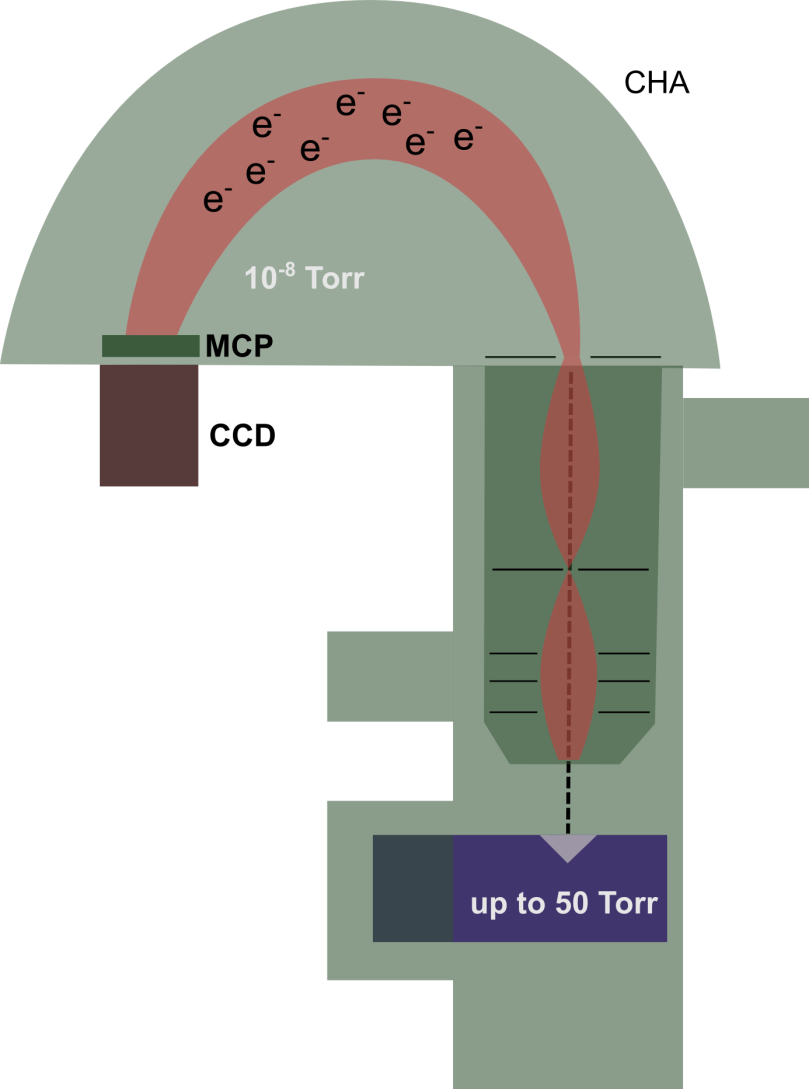 CHA
e⁻ e⁻ e⁻ e⁻ e⁻ e⁻ e⁻ e⁻
10⁻⁸ Torr
MCP
CCD
up to 50 Torr